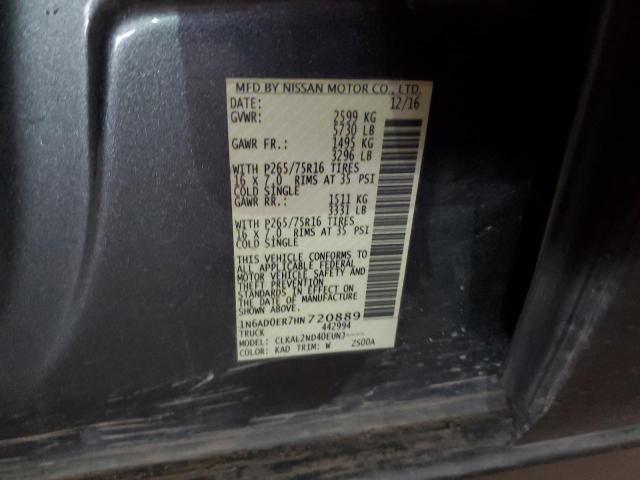 MFD BY NISSAN MOTOR CO., LTD.
DATE: 12/16
GVWR: 2599 KG
5730 LB
GAWR FR.: 1495 KG
3296 LB
WITH P265/75R16 TIRES
16 X 7.0 RIMS AT 35 PSI
COLD SINGLE
GAWR RR.: 1511 KG
3331 LB
WITH P265/75R16 TIRES
16 X 7.0 RIMS AT 35 PSI
COLD SINGLE
THIS VEHICLE CONFORMS TO
ALL APPLICABLE FEDERAL
MOTOR VEHICLE SAFETY AND
THEFT PREVENTION
STANDARDS IN EFFECT ON
THE DATE OF MANUFACTURE
SHOWN ABOVE.
1N6AD0ER7HN720889
TRUCK 442994
MODEL: CLKAL2ND40EUNJ----
COLOR: KAD TRIM: W 2S00A